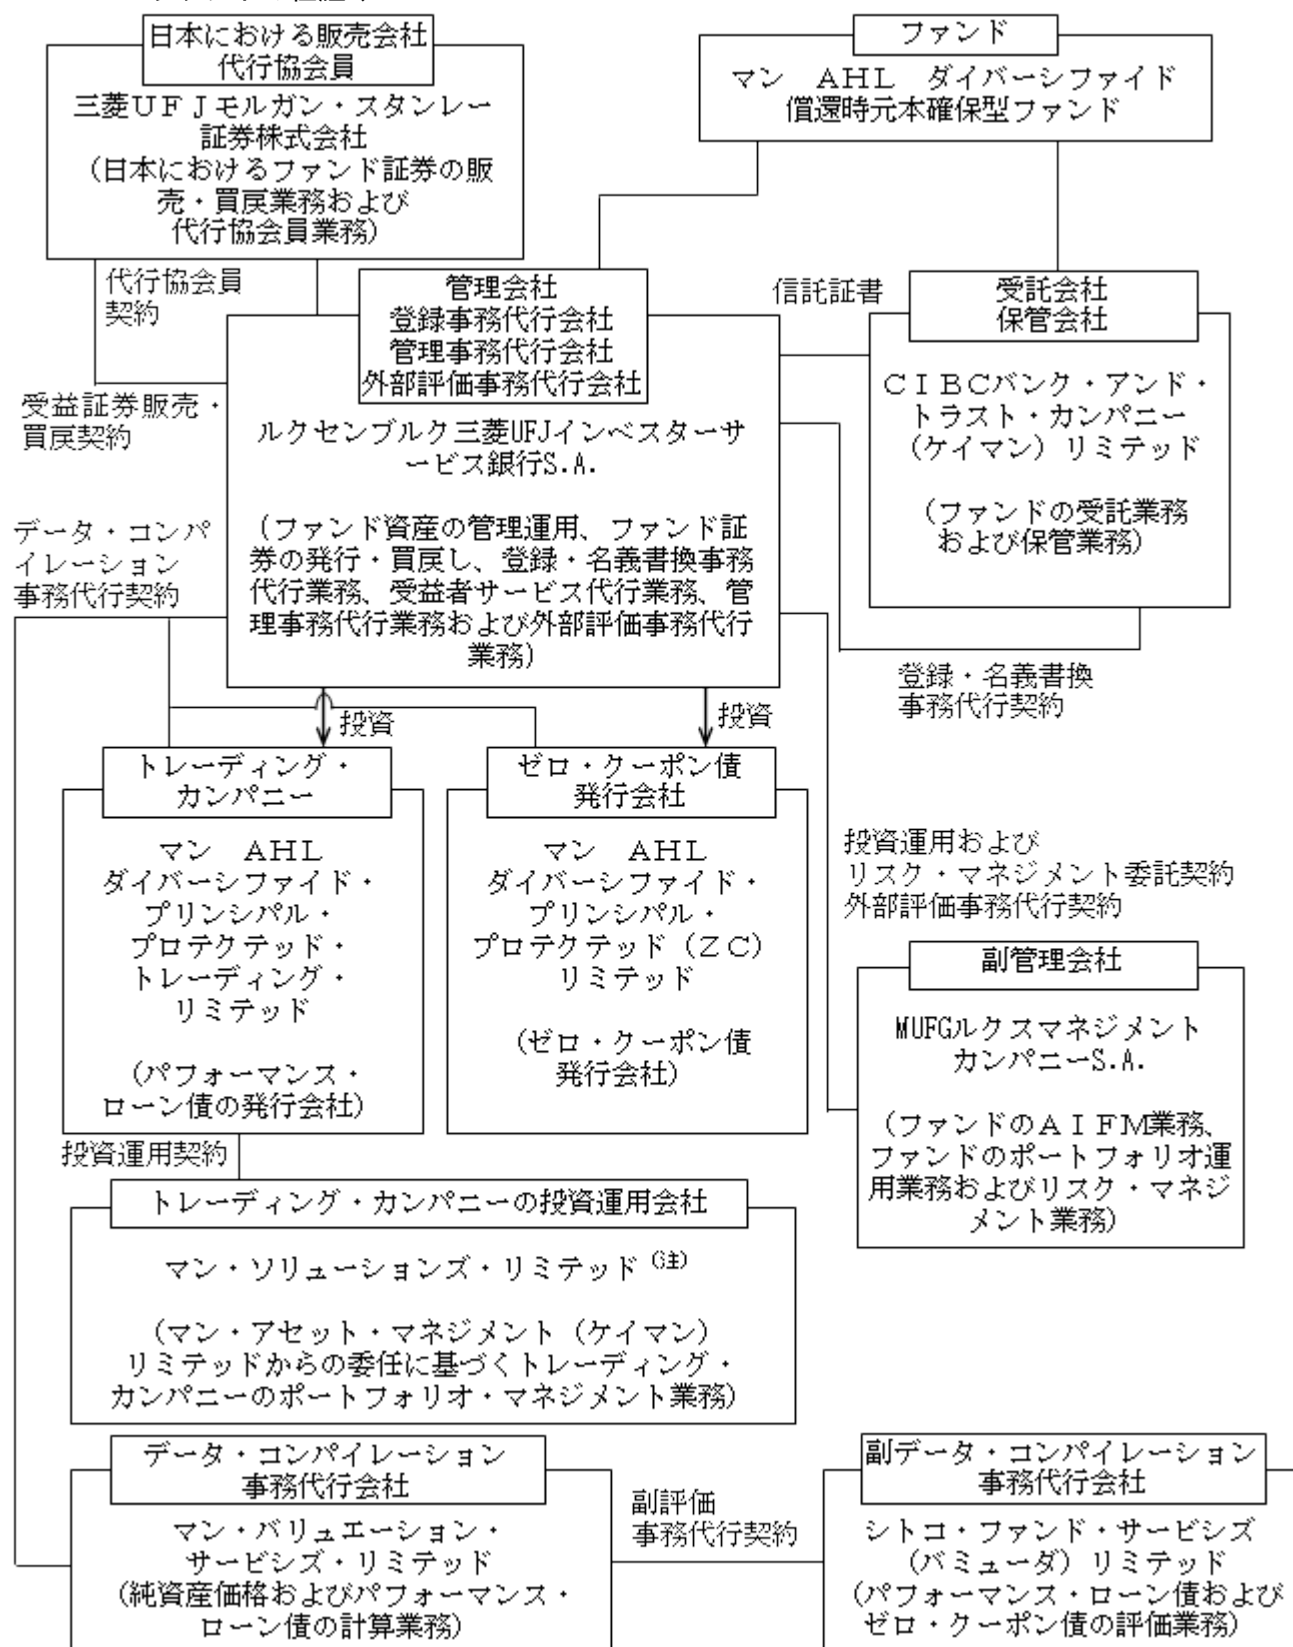 日本における販売会社
代行協会員
三菱ＵＦＪモルガン・スタンレー
証券株式会社
（日本におけるファンド証券の販
売・買戻業務および
代行協会員業務）
ファンド
マン　ＡＨＬ　ダイバーシファイド
償還時元本確保型ファンド
代行協会員
契約
受益証券販売・
買戻契約
管理会社
登録事務代行会社
管理事務代行会社
外部評価事務代行会社
ルクセンブルク三菱UFJインベスターサ
ービス銀行S.A.
（ファンド資産の管理運用、ファンド証
券の発行・買戻し、登録・名義書換事務
代行業務、受益者サービス代行業務、管
理事務代行業務および外部評価事務代行
業務）
信託証書
受託会社
保管会社
ＣＩＢＣバンク・アンド・
トラスト・カンパニー
（ケイマン）リミテッド
（ファンドの受託業務
および保管業務）
登録・名義書換
事務代行契約
データ・コンパ
イレーション
事務代行契約
投資
投資
トレーディング・
カンパニー
マン　ＡＨＬ
ダイバーシファイド・
プリンシパル・
プロテクテッド・
トレーディング・
リミテッド
（パフォーマンス・
ローン債の発行会社）
ゼロ・クーポン債
発行会社
マン　ＡＨＬ
ダイバーシファイド・
プリンシパル・
プロテクテッド（ＺＣ）
リミテッド
（ゼロ・クーポン債
発行会社）
投資運用および
リスク・マネジメント委託契約
外部評価事務代行契約
副管理会社
MUFGルクスマネジメント
カンパニーS.A.
（ファンドのＡＩＦＭ業務、
ファンドのポートフォリオ運
用業務およびリスク・マネジ
メント業務）
投資運用契約
トレーディング・カンパニーの投資運用会社
マン・ソリューションズ・リミテッド（注）
（マン・アセット・マネジメント（ケイマン）
リミテッドからの委任に基づくトレーディング・
カンパニーのポートフォリオ・マネジメント業務）
データ・コンパイレーション
事務代行会社
マン・バリュエーション・
サービシズ・リミテッド
（純資産価格およびパフォーマンス・
ローン債の計算業務）
副評価
事務代行契約
副データ・コンパイレーション
事務代行会社
シトコ・ファンド・サービシズ
（バミューダ）リミテッド
（パフォーマンス・ローン債および
ゼロ・クーポン債の評価業務）